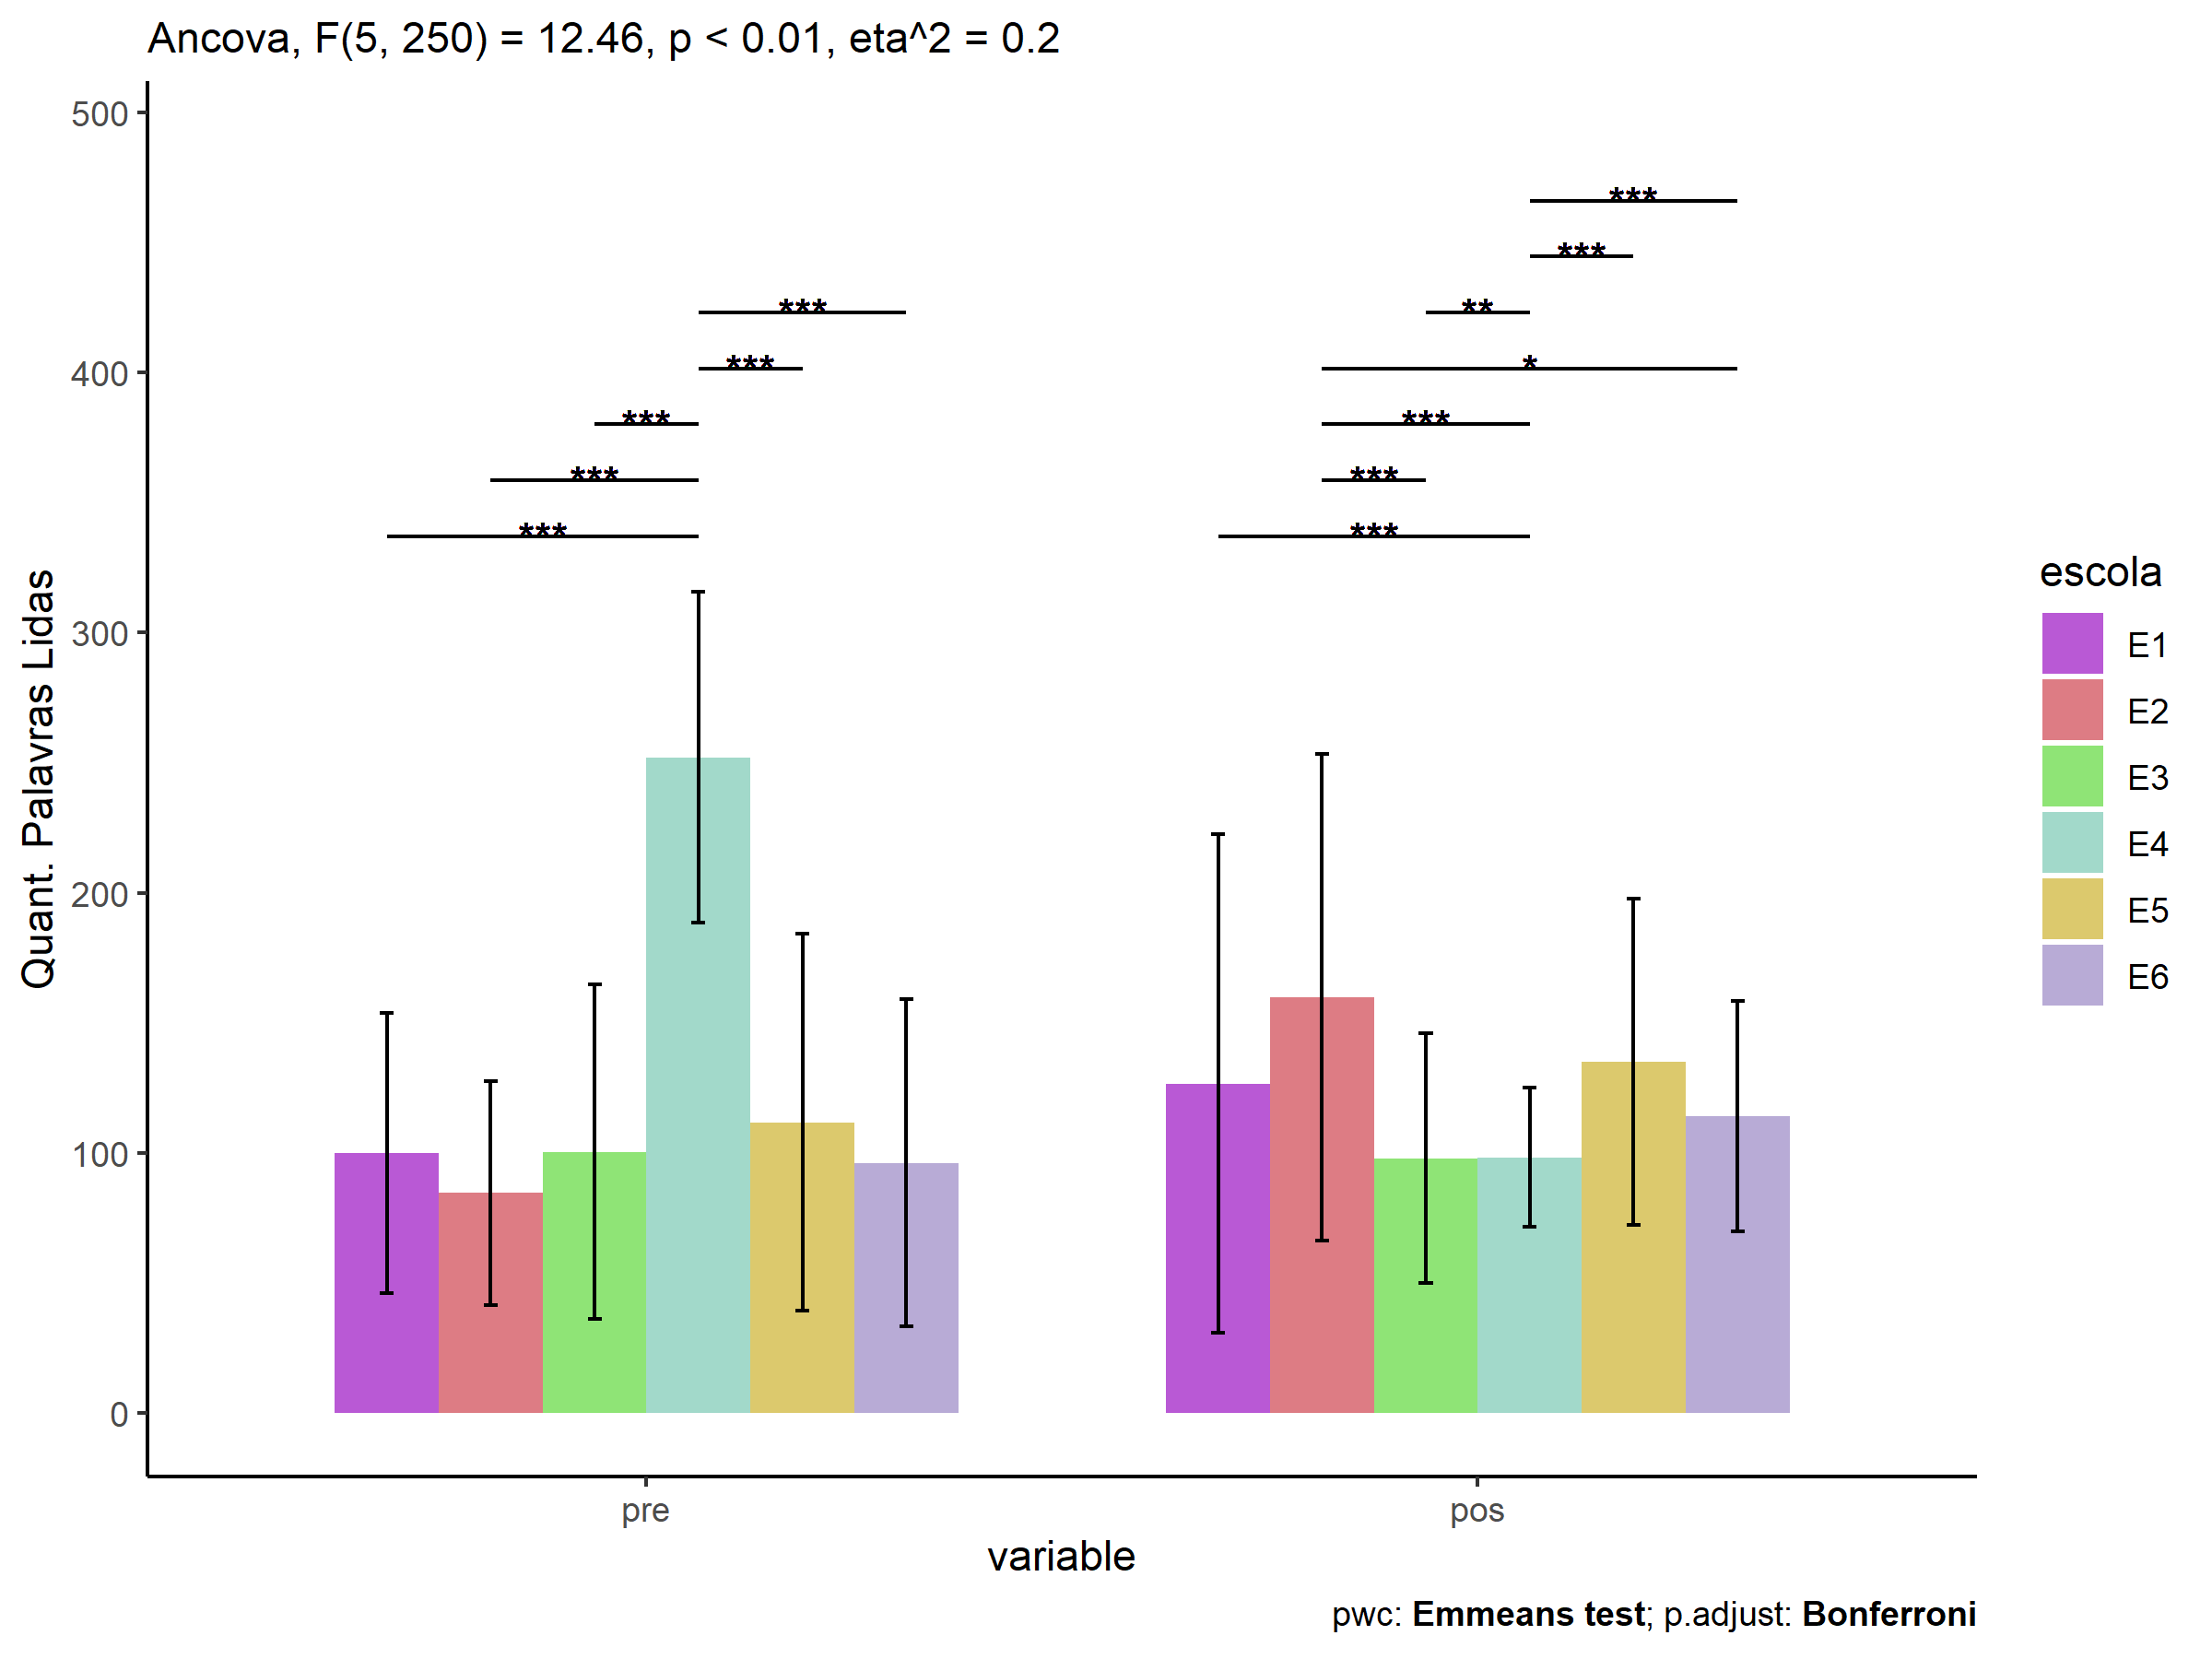 Ancova, F(5, 250) = 12.46, p < 0.01, eta^2 = 0.2
500
400
300
200
100
0
Quant. Palavras Lidas
***
***
***
***
***
***
***
**
*
***
***
***
pre
pos
variable
escola
E1
E2
E3
E4
E5
E6
pwc: Emmeans test; p.adjust: Bonferroni